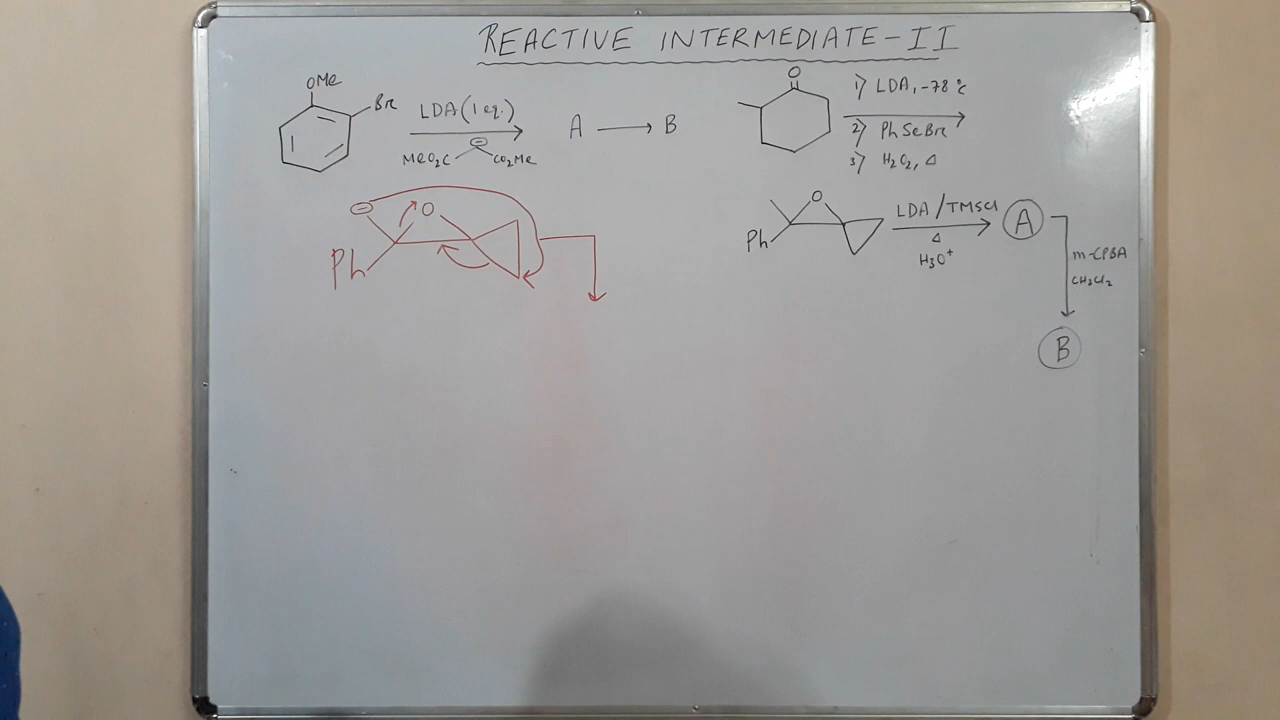 REACTIVE INTERMEDIATE-II
OMe
Br
LDA (1 eq.)
⊖
MeO₂C CO₂Me
A → B
O
1) LDA, -78 °C
2) PhSeBr
3) H₂O₂, Δ
⊖ O
Ph
O
Ph
LDA/TMSCl
Δ
H₃O⁺
A
m-CPBA
CH₂Cl₂
B